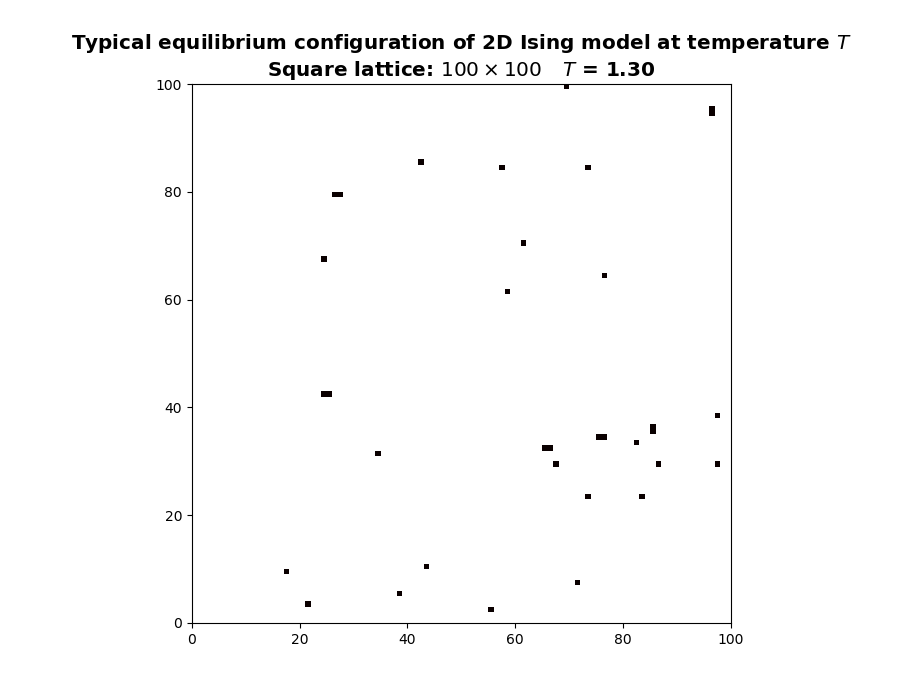 Typical equilibrium configuration of 2D Ising model at temperature T
Square lattice: 100 × 100 T = 1.30
100
80
60
40
20
0
0 20 40 60 80 100